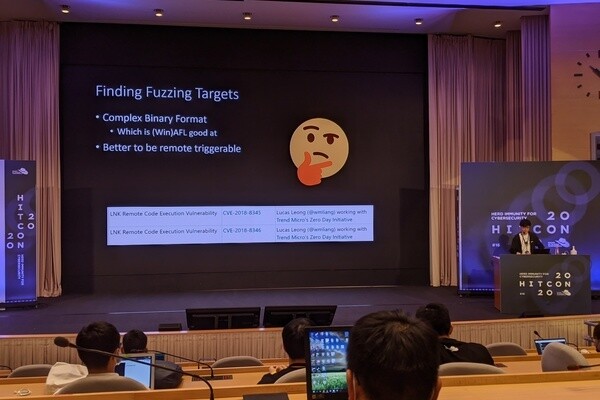 Finding Fuzzing Targets
• Complex Binary Format
• Which is (Win)AFL good at
• Better to be remote triggerable
LNK Remote Code Execution Vulnerability CVE-2018-8345 Lucas Leong (@wmliang) working with
Trend Micro's Zero Day Initiative
LNK Remote Code Execution Vulnerability CVE-2018-8346 Lucas Leong (@wmliang) working with
Trend Micro's Zero Day Initiative
HITCON
20
20
HERO IMMUNITY FOR
CYBERSECURITY
20
HITCON
20
HITCON
20